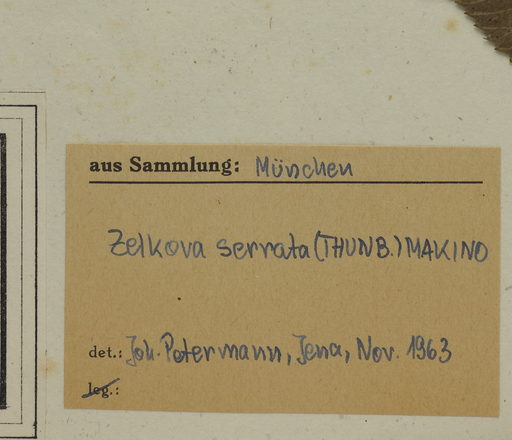 aus Sammlung: München
Zelkova serrata (THUNB.) MAKINO
det.: Joh. Petermann, Jena, Nov. 1963
leg.: